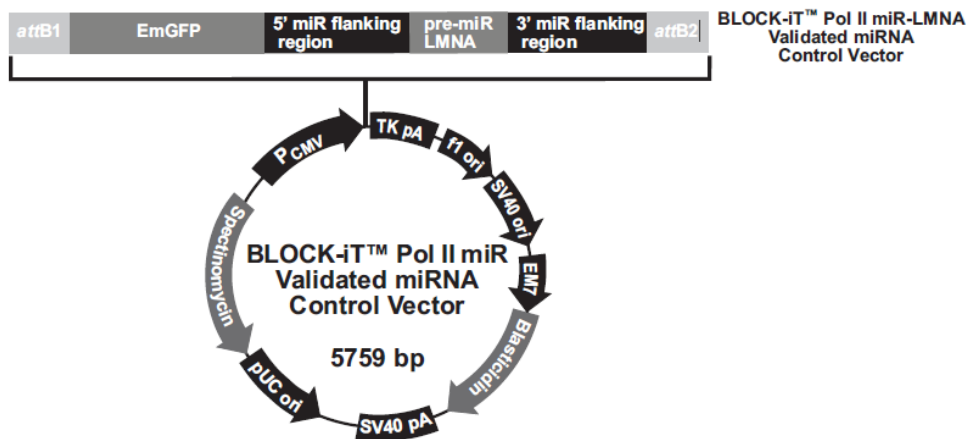 attB1
EmGFP
5' miR flanking
region
pre-miR
LMNA
3' miR flanking
region
attB2
BLOCK-iT™ Pol II miR-LMNA
Validated miRNA
Control Vector
PCMV
TK pA
f1 ori
SV40 ori
EM7
Blasticidin
SV40 pA
pUC ori
Spectinomycin
BLOCK-iT™ Pol II miR
Validated miRNA
Control Vector
5759 bp